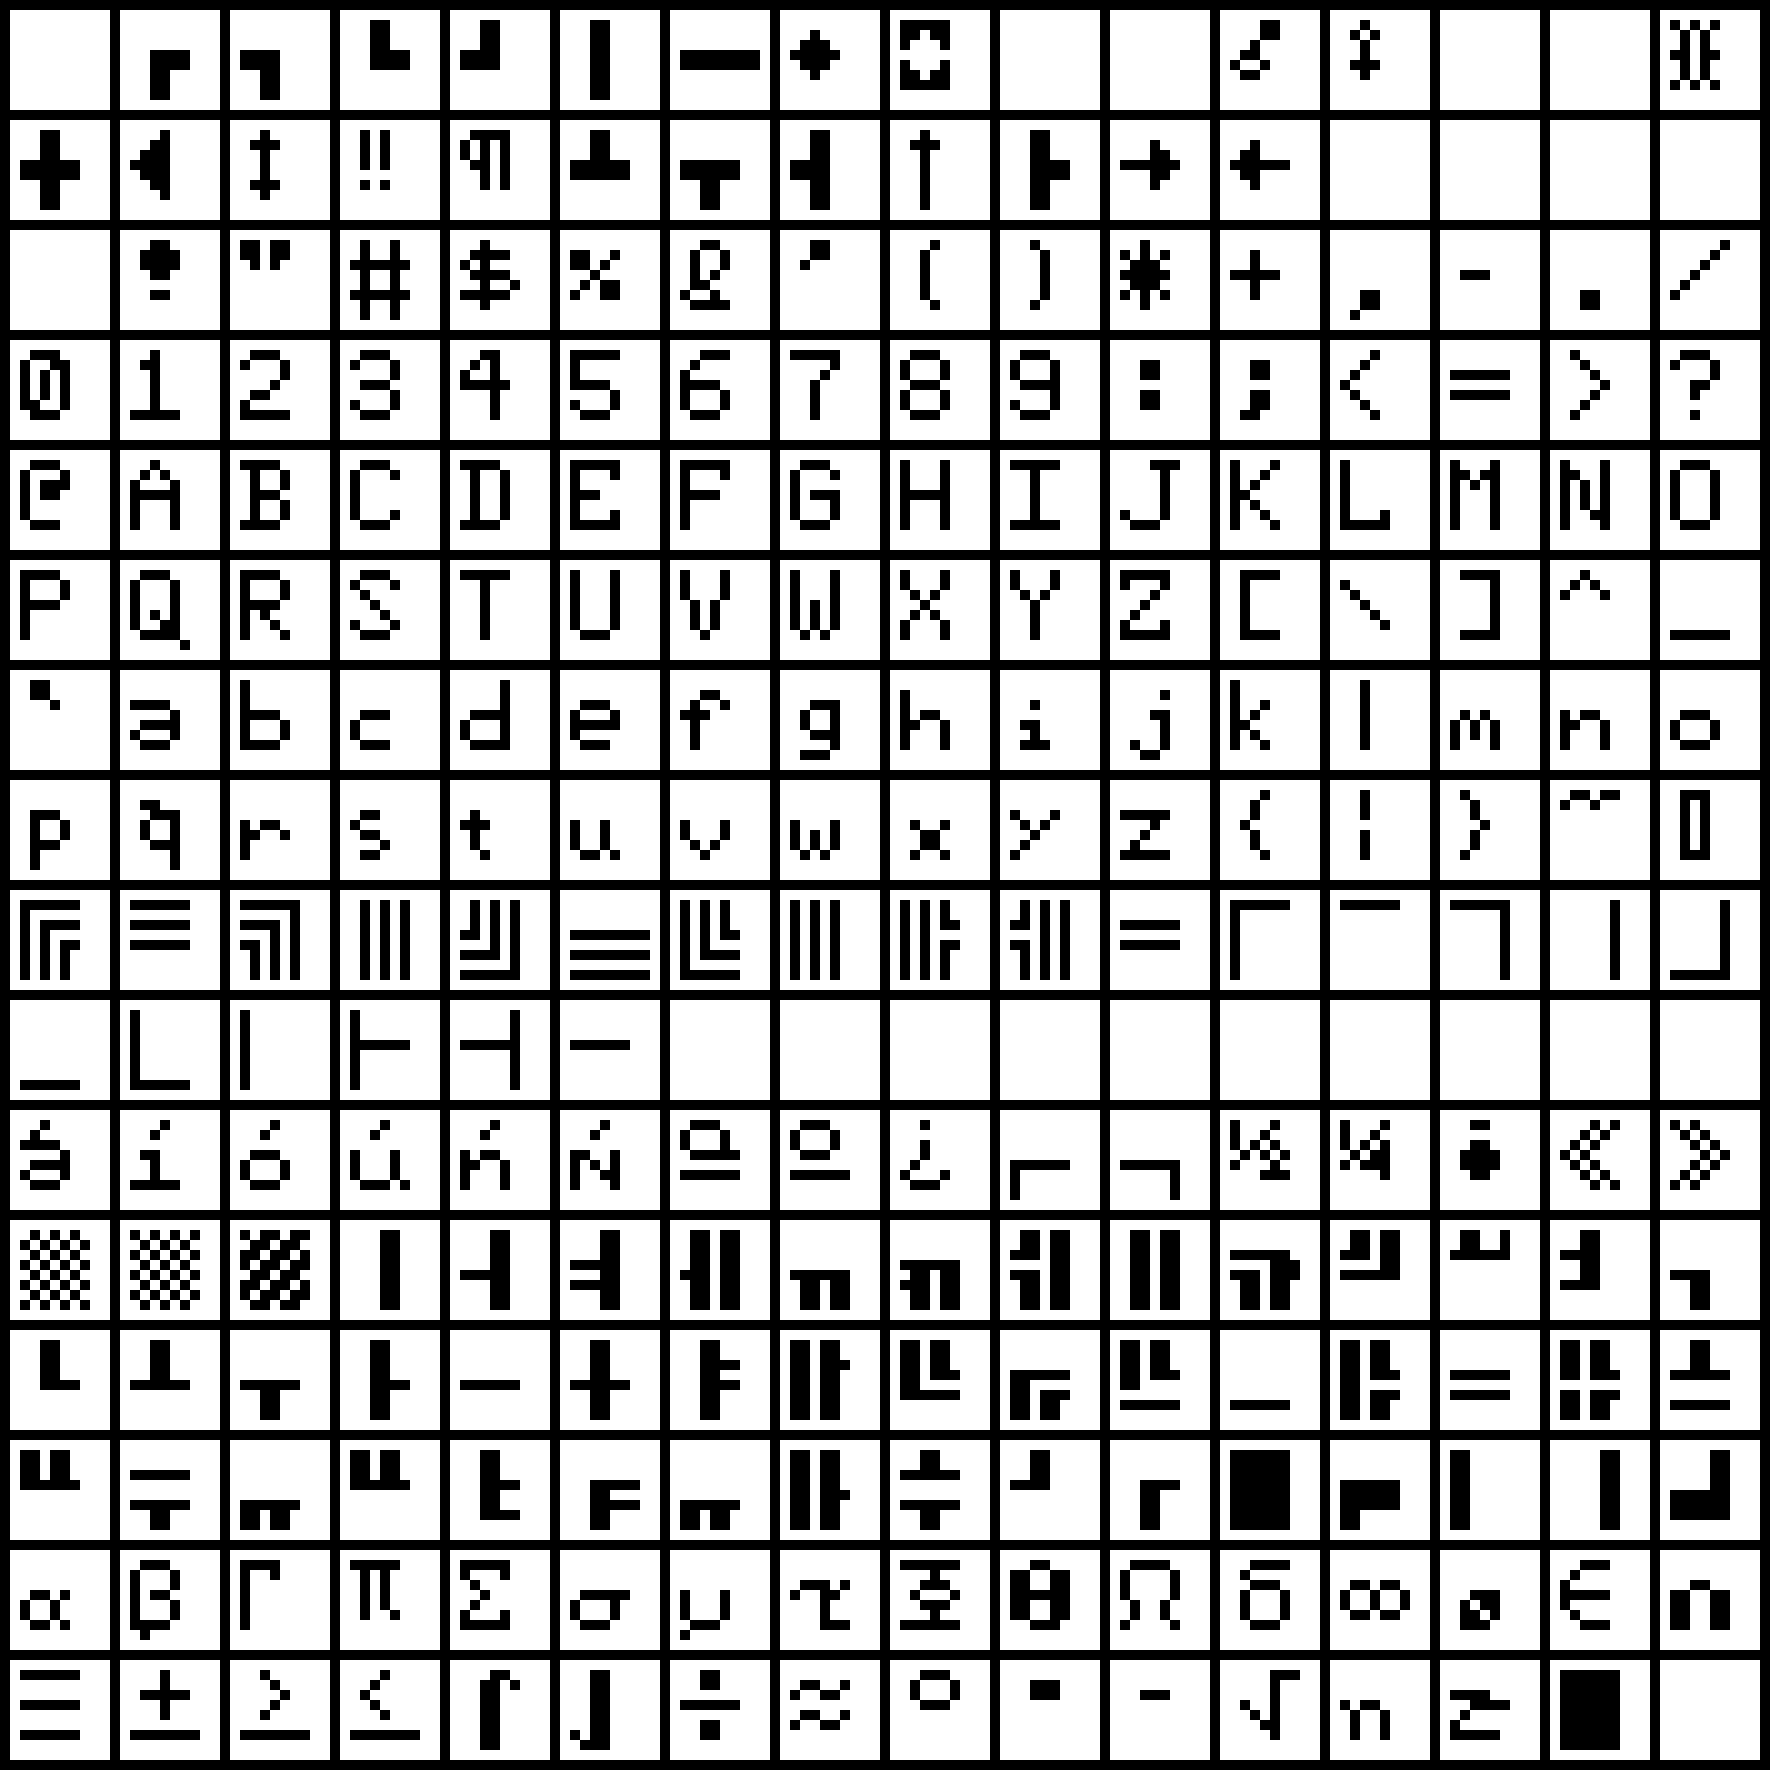 ┏ ┓ ┗ ┛ ┃ ━
╋ ◀ ‡ !! ¶ ┻ ┳ ┫ † ┣ → ←
! " # $ % & ' ( ) * + , - . /
0 1 2 3 4 5 6 7 8 9 : ; < = > ?
@ A B C D E F G H I J K L M N O
P Q R S T U V W X Y Z [ \ ] ^ _
` a b c d e f g h i j k l m n o
p q r s t u v w x y z { ¦ } ~ ▯
á í ó ú ñ Ñ ª º ¿ ⌐ ¬ ½ ¼ ¡ « »
░ ▒ ▓ │ ┤ ╡ ╢ ╖ ╕ ╣ ║ ╗ ╝ ╜ ╛ ┐
└ ┴ ┬ ├ ─ ┼ ╞ ╟ ╚ ╔ ╩ ╦ ╠ ═ ╬ ╧
╨ ╤ ╥ ╙ ╘ ╒ ╓ ╫ ╪ ┘ ┌ █ ▄ ▌ ▐ ▀
α β Γ π Σ σ µ τ Φ θ Ω δ ∞ ø ∈ ∩
≡ ± ≥ ≤ ⌠ ⌡ ÷ ≈ ° ∙ · √ ⁿ ² ■